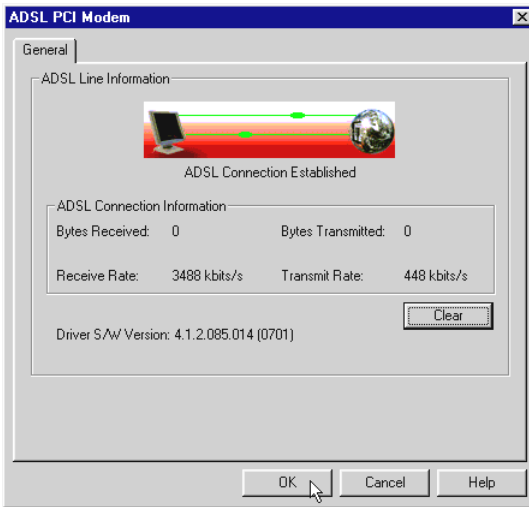 ADSL PCI Modem
General
ADSL Line Information
ADSL Connection Established
ADSL Connection Information
Bytes Received: 0 Bytes Transmitted: 0
Receive Rate: 3488 kbits/s Transmit Rate: 448 kbits/s
Clear
Driver S/W Version: 4.1.2.085.014 (0701)
OK Cancel Help